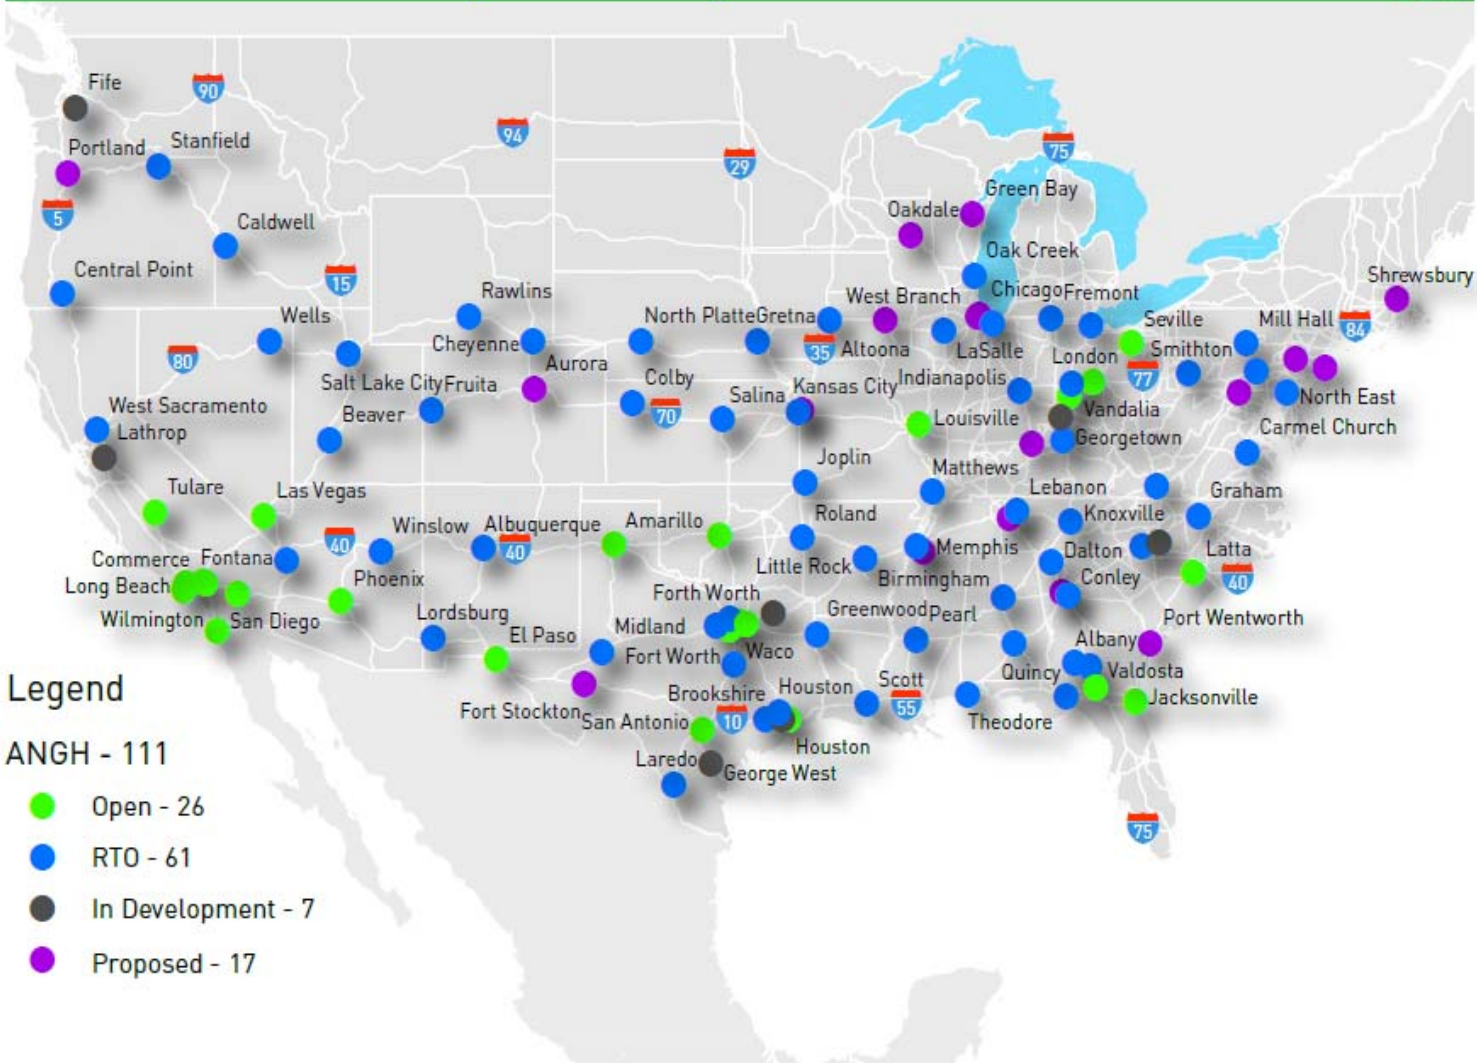 Fife
90
Portland
Stanfield
94
29
75
5
Caldwell
Green Bay
Oakdale
Central Point
15
Oak Creek
Shrewsbury
Rawlins
West Branch
Chicago
Fremont
Wells
North Platte
Gretna
Seville
Mill Hall
84
80
Cheyenne
35
Altoona
LaSalle
London
Smithton
Aurora
77
Salt Lake City
Fruita
Colby
Salina
Kansas City
Indianapolis
North East
West Sacramento
Beaver
70
Louisville
Vandalia
Carmel Church
Lathrop
Georgetown
Joplin
Matthews
Tulare
Las Vegas
Lebanon
Graham
Winslow
Albuquerque
Amarillo
Roland
Knoxville
40
40
Memphis
Dalton
Latta
Commerce
Fontana
Little Rock
Birmingham
Conley
40
Long Beach
Phoenix
Forth Worth
Greenwood
Pearl
Port Wentworth
Wilmington
San Diego
Lordsburg
El Paso
Midland
Albany
Fort Worth
Waco
Quincy
Valdosta
Legend
Brookshire
Houston
Scott
Jacksonville
Fort Stockton
San Antonio
10
55
Theodore
ANGH - 111
Houston
Laredo
George West
Open - 26
75
RTO - 61
In Development - 7
Proposed - 17